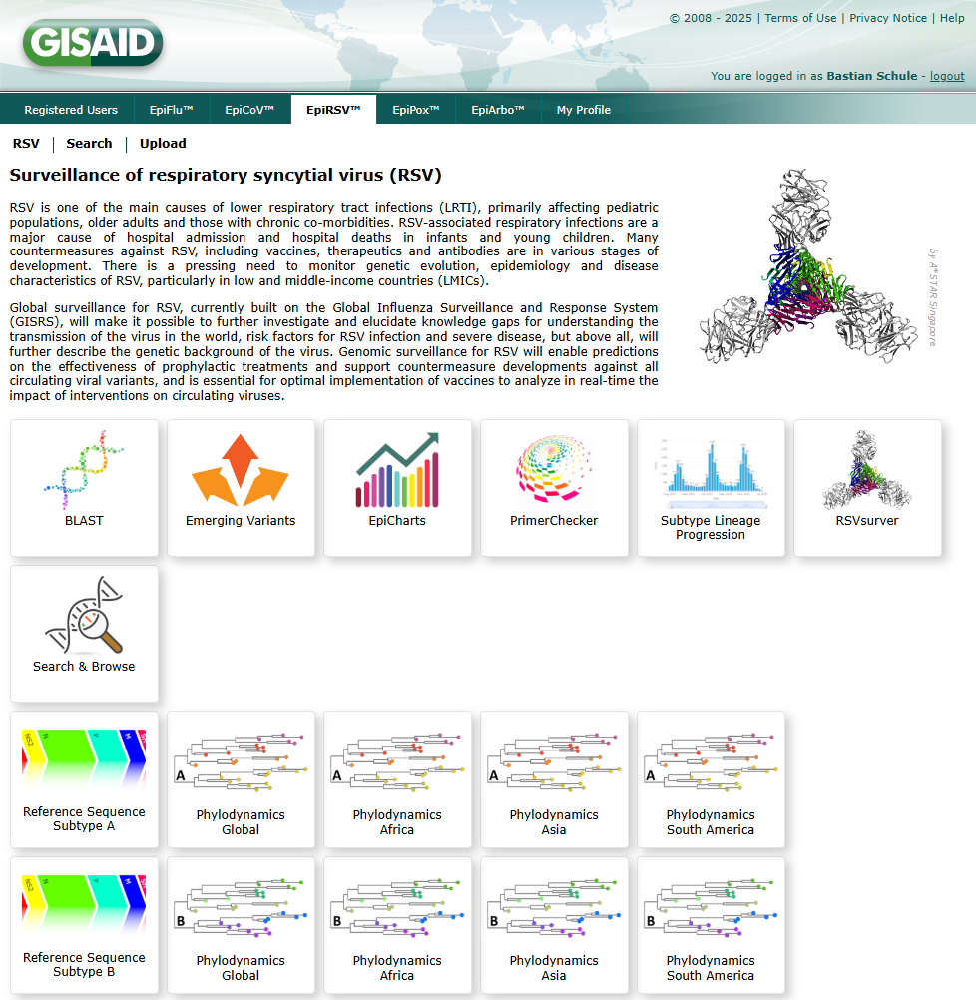 GISAID
© 2008 - 2025 | Terms of Use | Privacy Notice | Help
You are logged in as Bastian Schule - logout
Registered Users EpiFlu™ EpiCoV™ EpiRSV™ EpiPox™ EpiArbo™ My Profile
RSV | Search | Upload
Surveillance of respiratory syncytial virus (RSV)
RSV is one of the main causes of lower respiratory tract infections (LRTI), primarily affecting pediatric
populations, older adults and those with chronic co-morbidities. RSV-associated respiratory infections are a
major cause of hospital admission and hospital deaths in infants and young children. Many
countermeasures against RSV, including vaccines, therapeutics and antibodies are in various stages of
development. There is a pressing need to monitor genetic evolution, epidemiology and disease
characteristics of RSV, particularly in low and middle-income countries (LMICs).
Global surveillance for RSV, currently built on the Global Influenza Surveillance and Response System
(GISRS), will make it possible to further investigate and elucidate knowledge gaps for understanding the
transmission of the virus in the world, risk factors for RSV infection and severe disease, but above all, will
further describe the genetic background of the virus. Genomic surveillance for RSV will enable predictions
on the effectiveness of prophylactic treatments and support countermeasure developments against all
circulating viral variants, and is essential for optimal implementation of vaccines to analyze in real-time the
impact of interventions on circulating viruses.
by A*STAR Singapore
BLAST
Emerging Variants
EpiCharts
PrimerChecker
Subtype Lineage
Progression
RSVsurver
Search & Browse
NS2 N P M
Reference Sequence
Subtype A
A
Phylodynamics
Global
A
Phylodynamics
Africa
A
Phylodynamics
Asia
A
Phylodynamics
South America
NS2 N P M
Reference Sequence
Subtype B
B
Phylodynamics
Global
B
Phylodynamics
Africa
B
Phylodynamics
Asia
B
Phylodynamics
South America